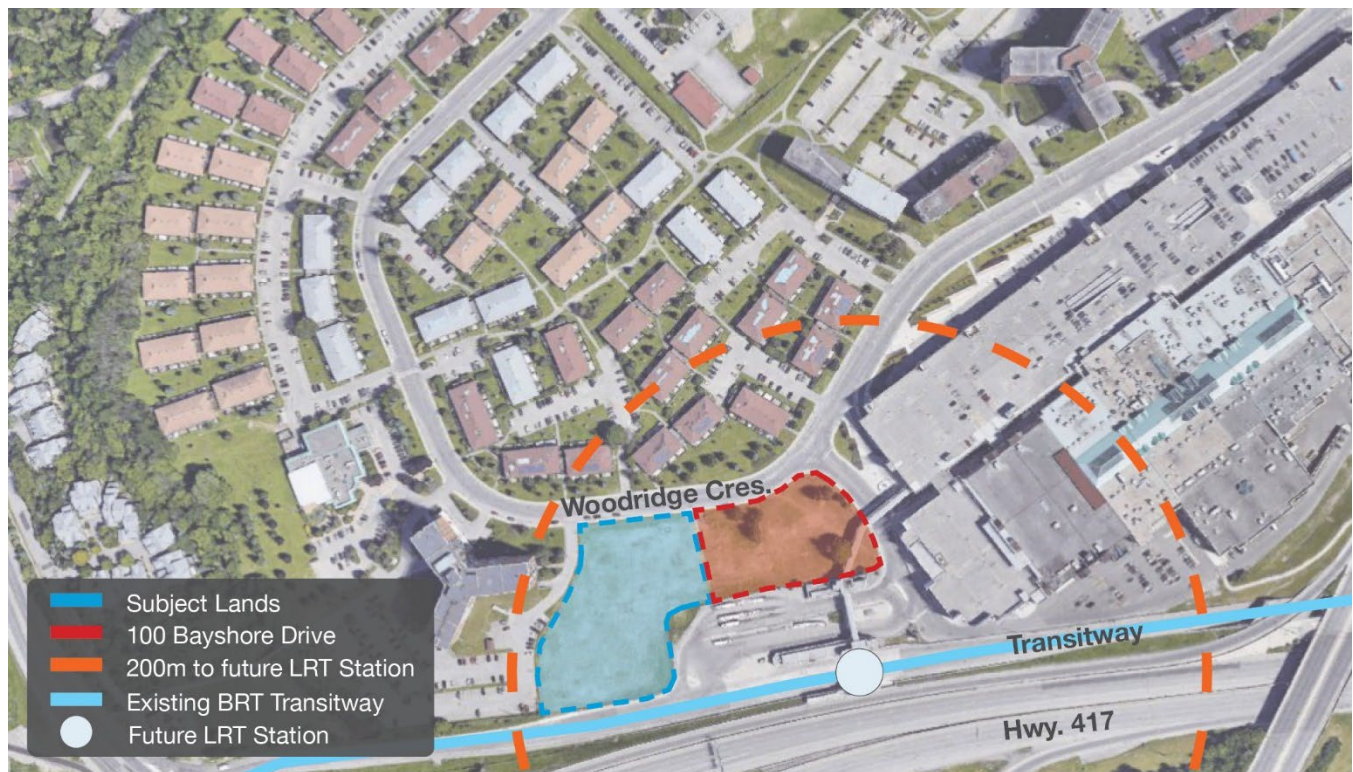 Woodridge Cres.
Transitway
Hwy. 417
Subject Lands
100 Bayshore Drive
200m to future LRT Station
Existing BRT Transitway
Future LRT Station